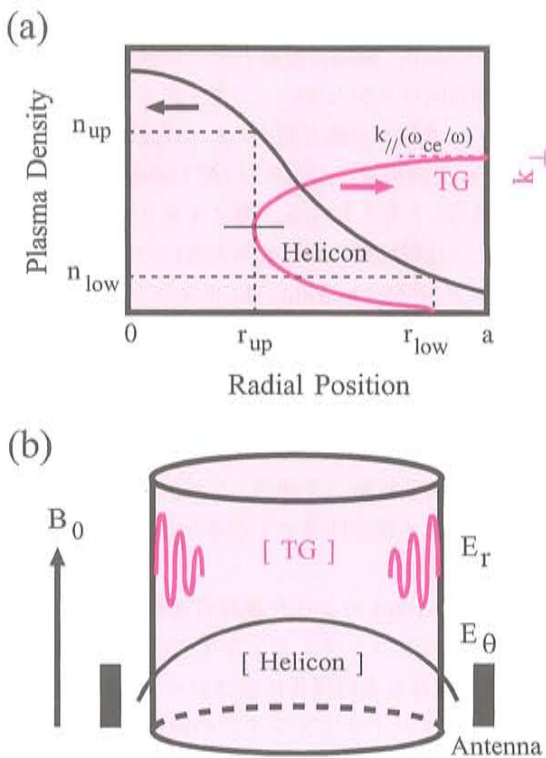 (a)
Plasma Density
n_up
n_low
k_//(ω_ce/ω)
TG
k_⊥
Helicon
0
r_up
r_low
a
Radial Position
(b)
B_0
[ TG ]
E_r
E_θ
[ Helicon ]
Antenna